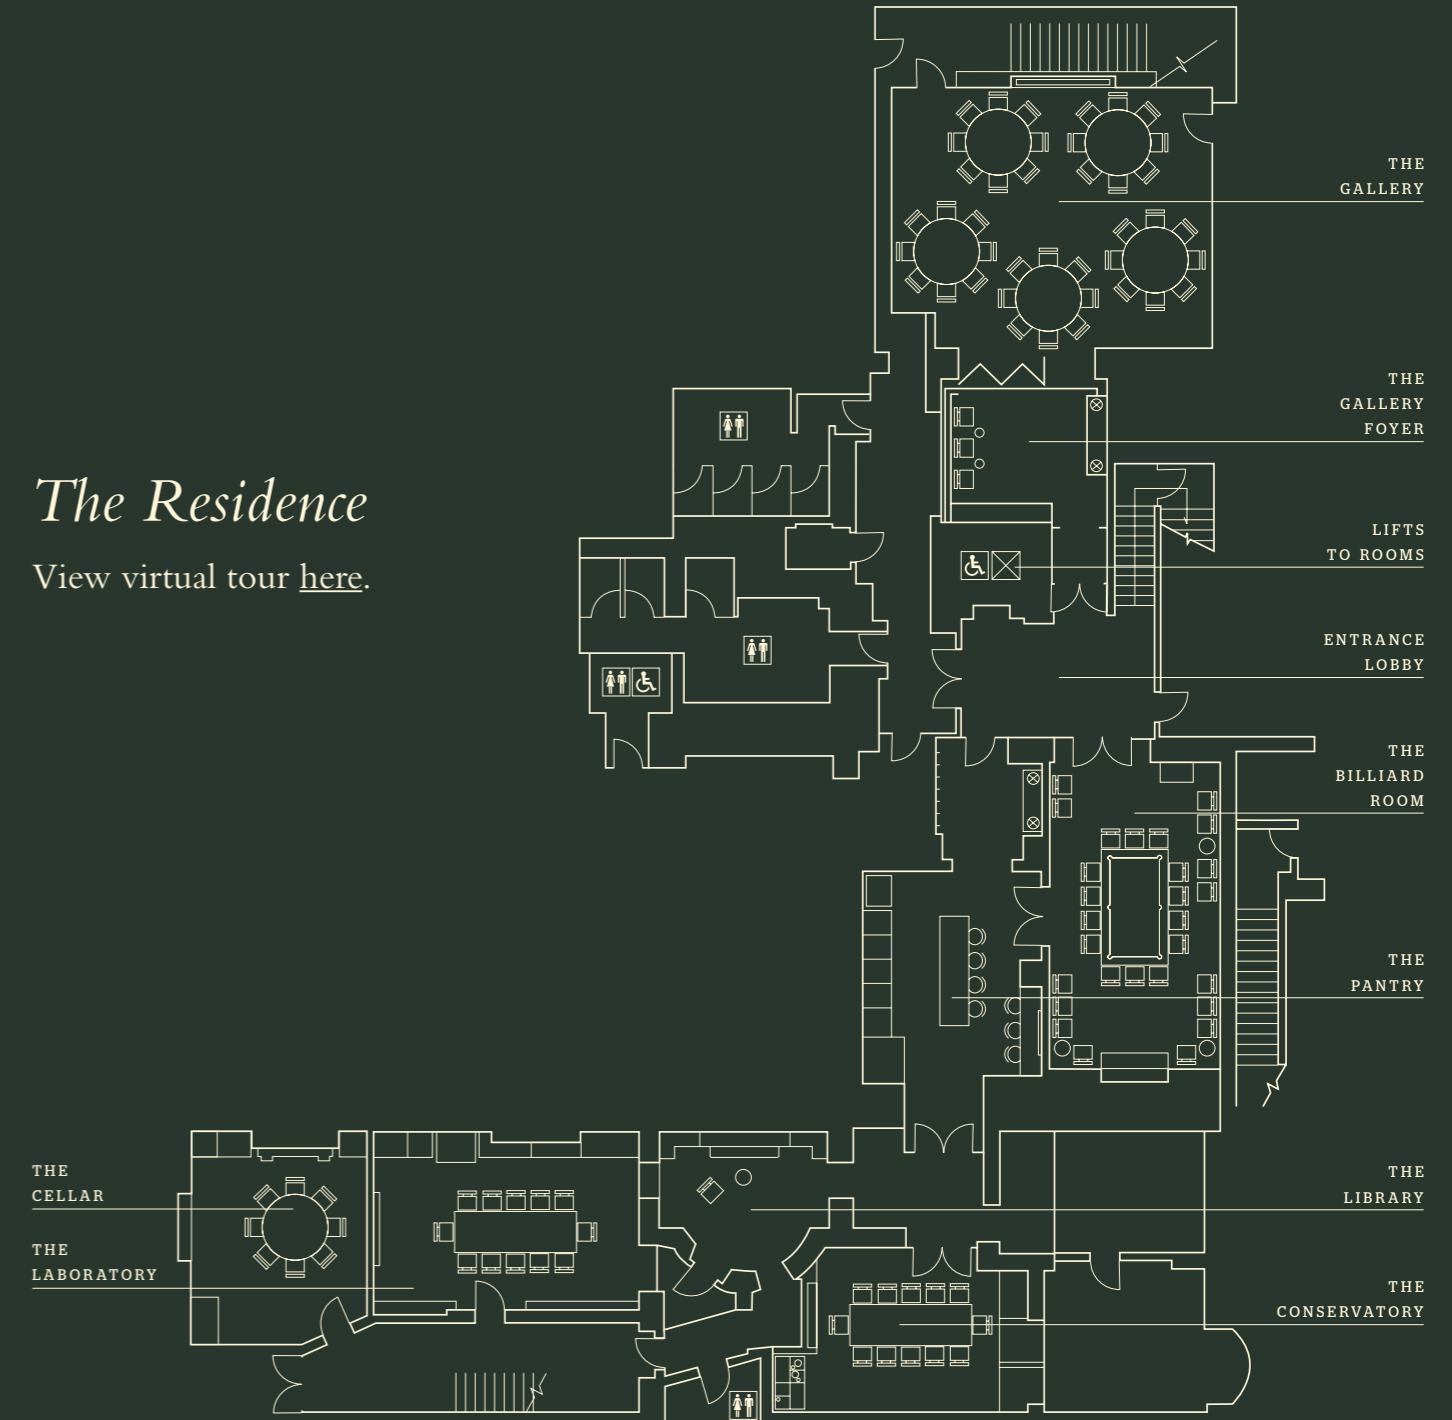 THE
GALLERY
THE
GALLERY
FOYER
The Residence
View virtual tour here.
LIFTS
TO ROOMS
ENTRANCE
LOBBY
THE
BILLIARD
ROOM
THE
PANTRY
THE
CELLAR
THE
LABORATORY
THE
LIBRARY
THE
CONSERVATORY